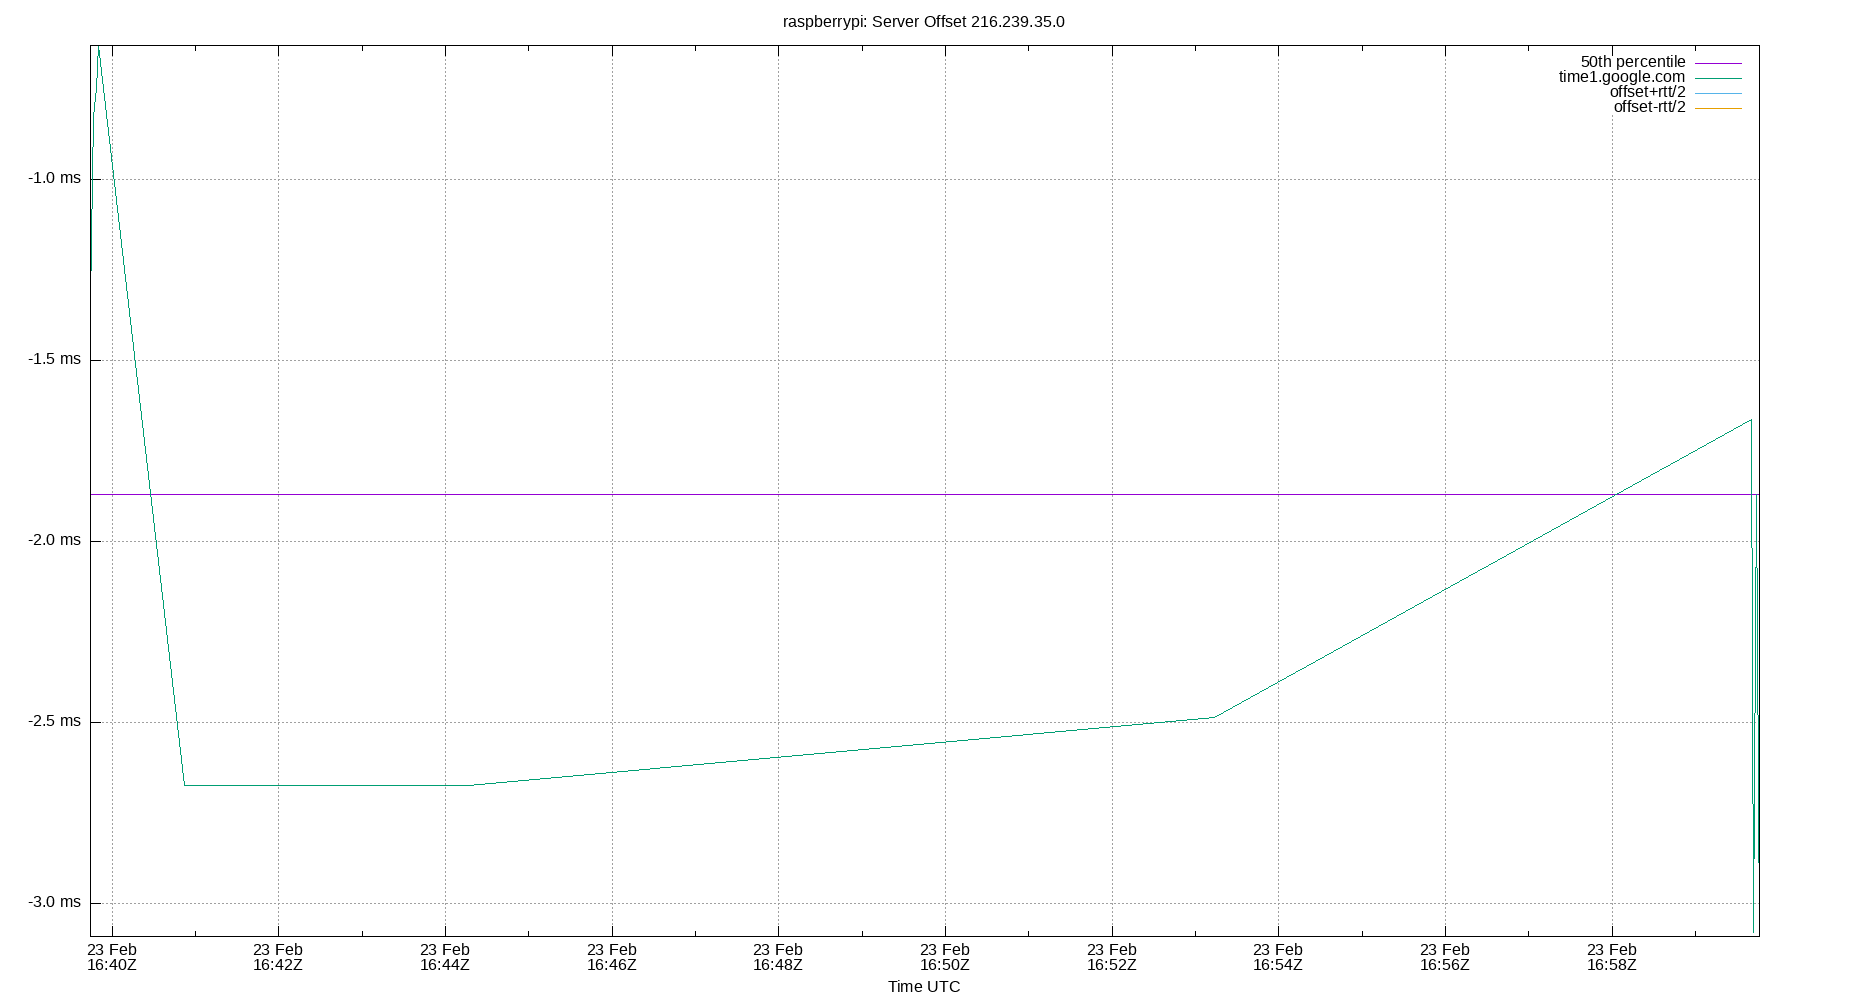 raspberrypi: Server Offset 216.239.35.0
50th percentile
time1.google.com
offset+rtt/2
offset-rtt/2
-1.0 ms
-1.5 ms
-2.0 ms
-2.5 ms
-3.0 ms
23 Feb 23 Feb 23 Feb 23 Feb 23 Feb 23 Feb 23 Feb 23 Feb 23 Feb 23 Feb
16:40Z 16:42Z 16:44Z 16:46Z 16:48Z 16:50Z 16:52Z 16:54Z 16:56Z 16:58Z
Time UTC